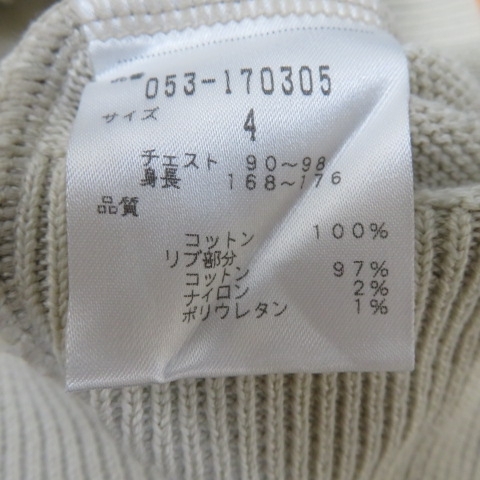 053-170305
サイズ
4
チェスト 90~98
身長 168~176
品質
コットン 100%
リブ部分
コットン 97%
ナイロン 2%
ポリウレタン 1%